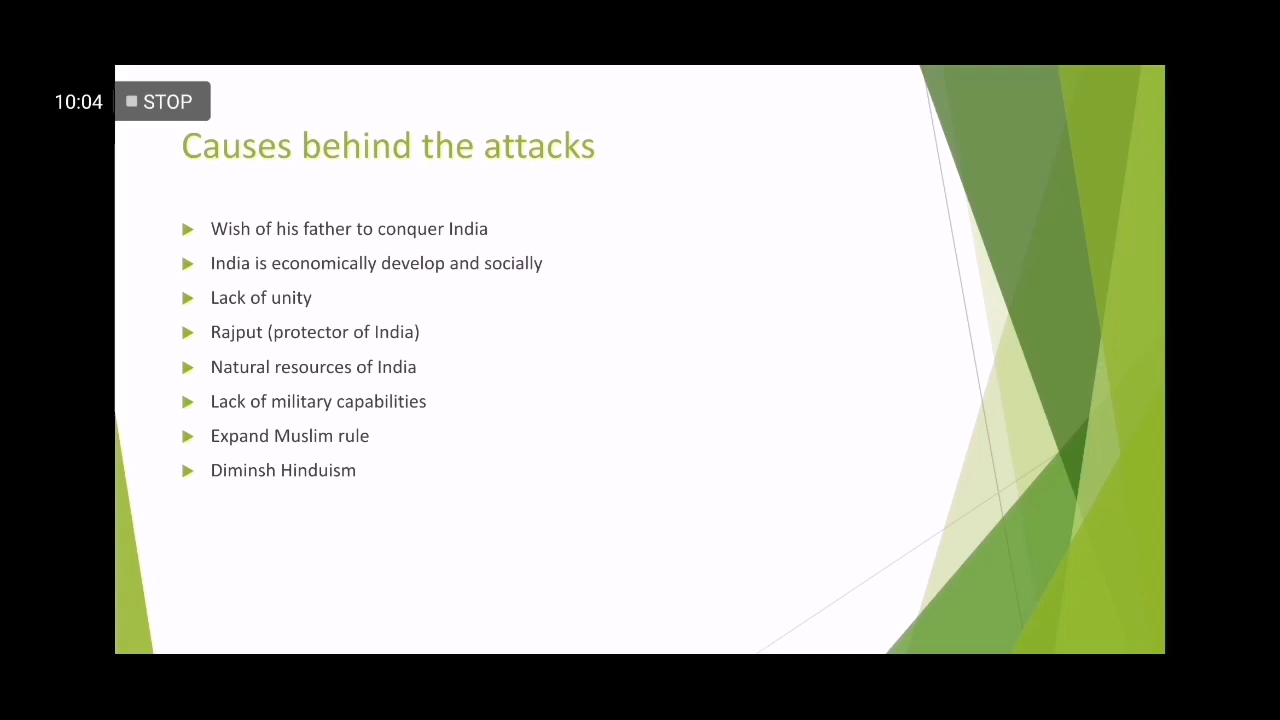 10:04 STOP
Causes behind the attacks
Wish of his father to conquer India
India is economically develop and socially
Lack of unity
Rajput (protector of India)
Natural resources of India
Lack of military capabilities
Expand Muslim rule
Diminsh Hinduism